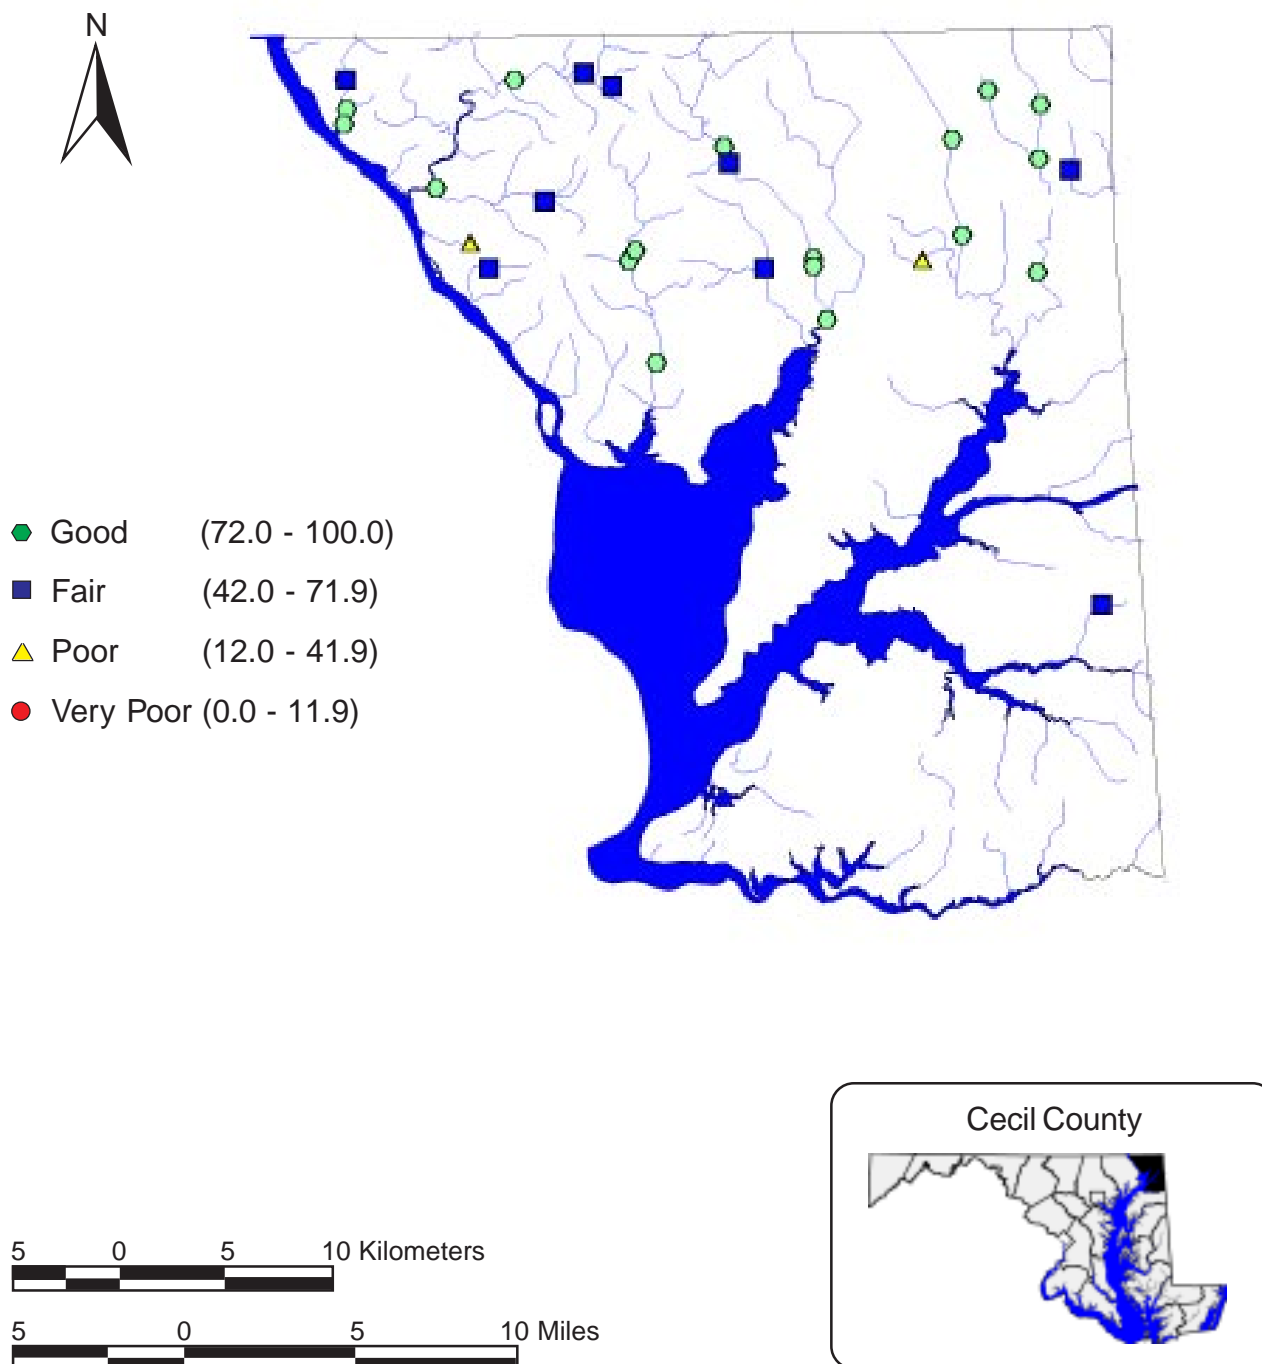 N
Good (72.0 - 100.0)
Fair (42.0 - 71.9)
Poor (12.0 - 41.9)
Very Poor (0.0 - 11.9)
Cecil County
5 0 5 10 Kilometers
5 0 5 10 Miles